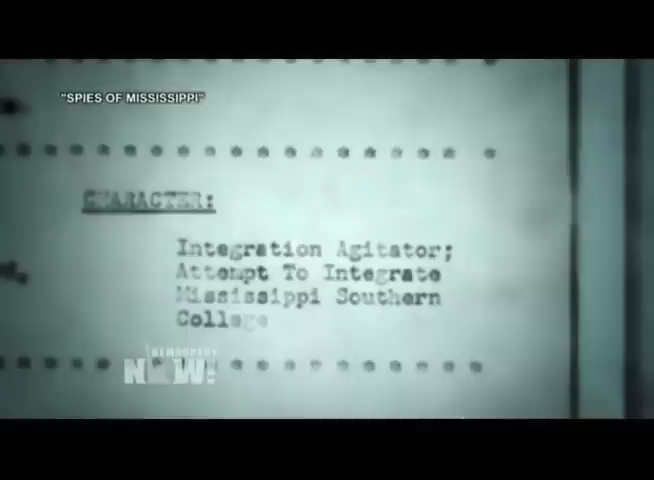 "SPIES OF MISSISSIPPI"
CHARACTER:
Integration Agitator;
Attempt To Integrate
Mississippi Southern
College
DEMOCRACY
NOW!